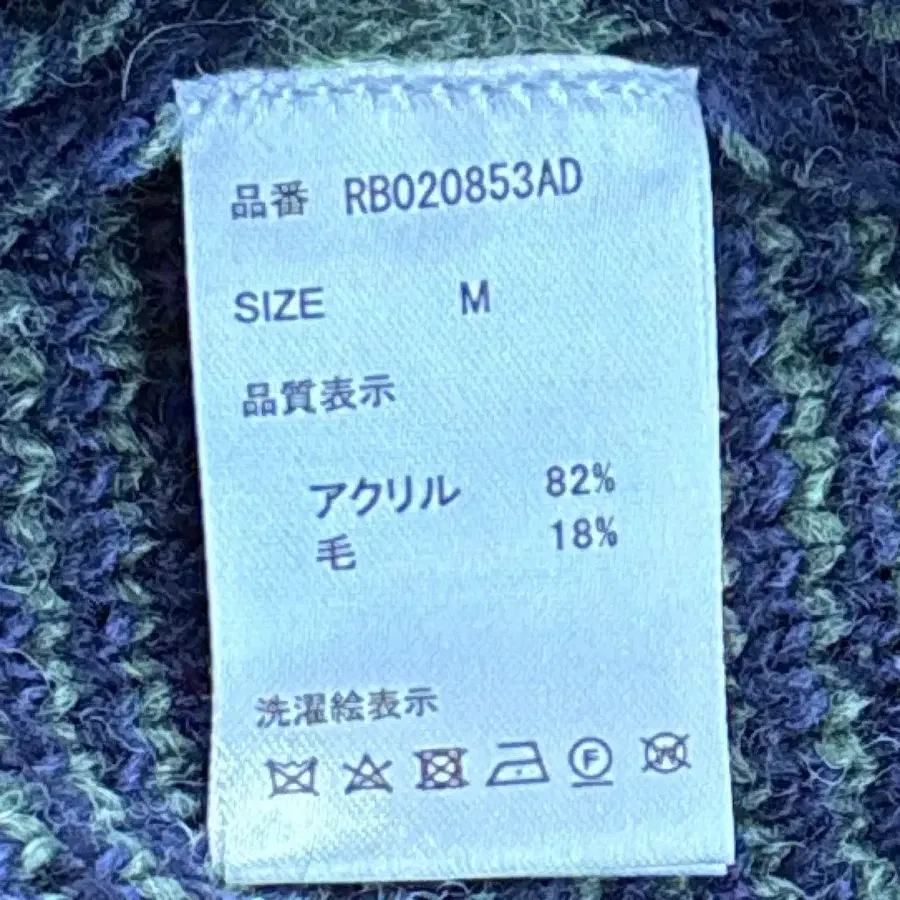 品番 RB020853AD
SIZE M
品質表示
アクリル 82%
毛 18%
洗濯絵表示
F W